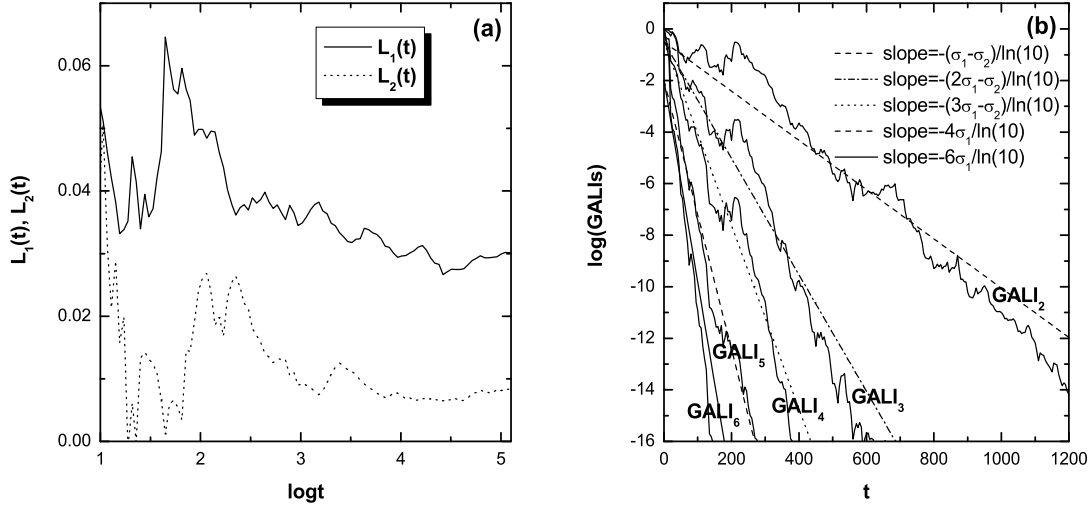 (a)
L₁(t)
L₂(t)
0.06
0.04
0.02
0.00
L₁(t), L₂(t)
1
2
3
4
5
logt
(b)
slope=-(σ₁-σ₂)/ln(10)
slope=-(2σ₁-σ₂)/ln(10)
slope=-(3σ₁-σ₂)/ln(10)
slope=-4σ₁/ln(10)
slope=-6σ₁/ln(10)
0
-2
-4
-6
-8
-10
-12
-14
-16
log(GALIs)
GALI₂
GALI₅
GALI₃
GALI₄
GALI₆
0
200
400
600
800
1000
1200
t